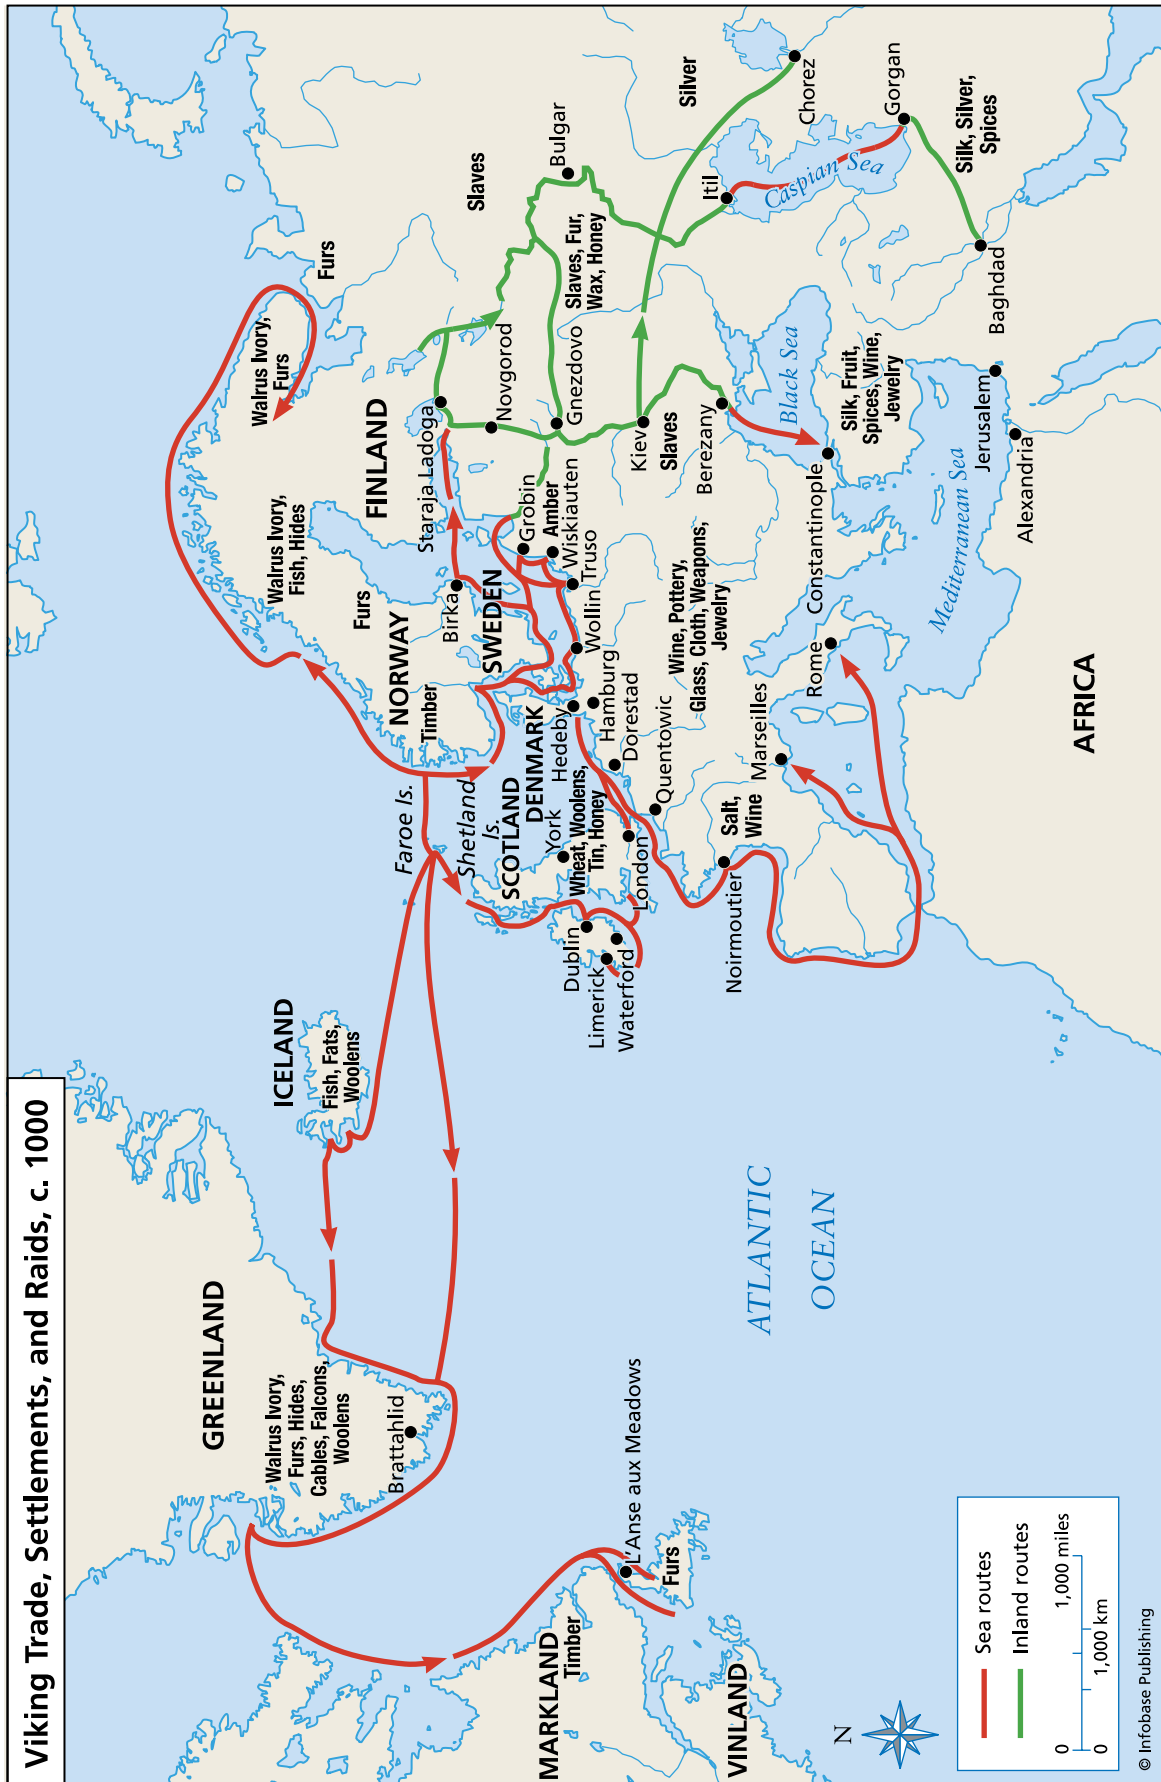 Viking Trade, Settlements, and Raids, c. 1000
GREENLAND
Walrus Ivory,
Furs, Hides,
Cables, Falcons,
Woolens
Brattahlid
ICELAND
Fish, Fats,
Woolens
Faroe Is.
Shetland
Is.
Walrus Ivory,
Furs
Furs
Walrus Ivory,
Fish, Hides
Furs
NORWAY
Timber
FINLAND
SWEDEN
Birka
Staraja Ladoga
Novgorod
Slaves
Bulgar
Slaves, Fur,
Wax, Honey
Gnezdovo
Grobin
Amber
Wiskiauten
Truso
Wollin
DENMARK
Hedeby
Hamburg
Dorestad
Quentowic
SCOTLAND
York
Wheat, Woolens,
Tin, Honey
London
Dublin
Limerick
Waterford
Noirmoutier
Salt,
Wine
Wine, Pottery,
Glass, Cloth, Weapons,
Jewelry
Marseilles
Rome
Kiev
Slaves
Berezany
Black Sea
Constantinople
Silk, Fruit,
Spices, Wine,
Jewelry
Silver
Chorez
Itil
Caspian Sea
Gorgan
Silk, Silver,
Spices
Baghdad
Jerusalem
Alexandria
Mediterranean Sea
AFRICA
ATLANTIC
OCEAN
MARKLAND
Timber
L'Anse aux Meadows
Furs
VINLAND
N
Sea routes
Inland routes
0
1,000 miles
0
1,000 km
© Infobase Publishing